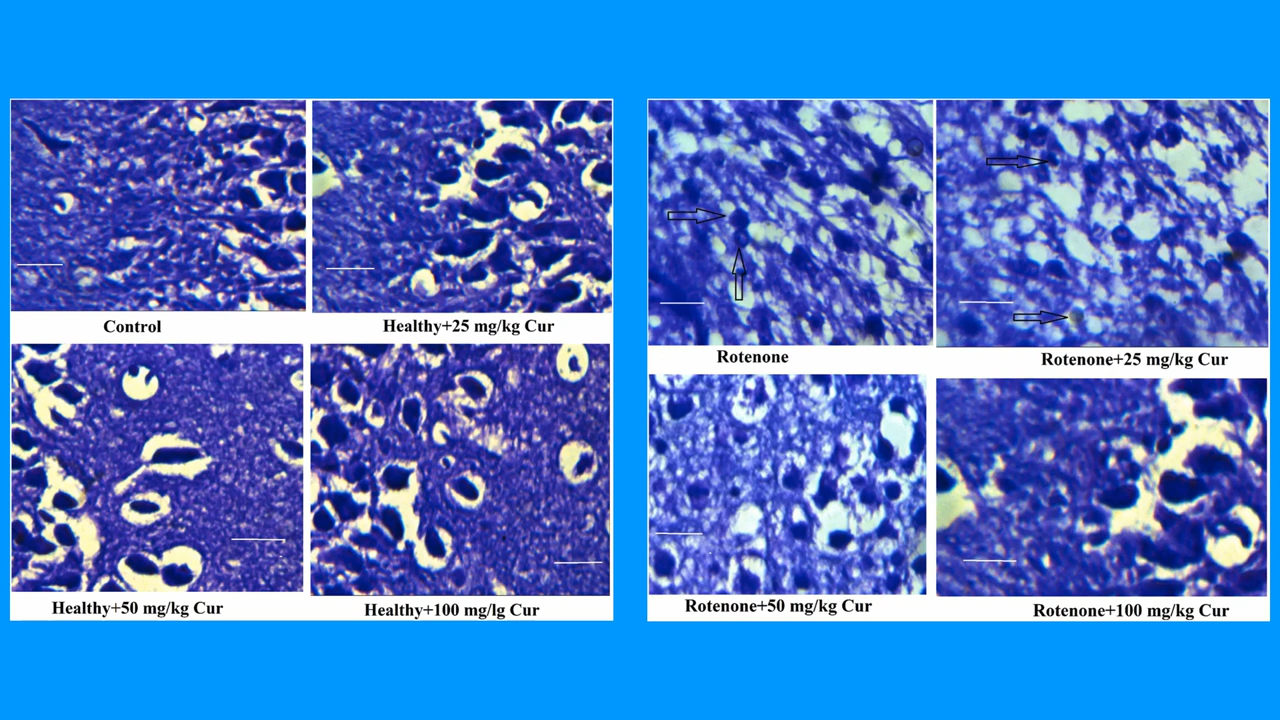 Control
Healthy+25 mg/kg Cur
Healthy+50 mg/kg Cur
Healthy+100 mg/lg Cur
Rotenone
Rotenone+25 mg/kg Cur
Rotenone+50 mg/kg Cur
Rotenone+100 mg/kg Cur